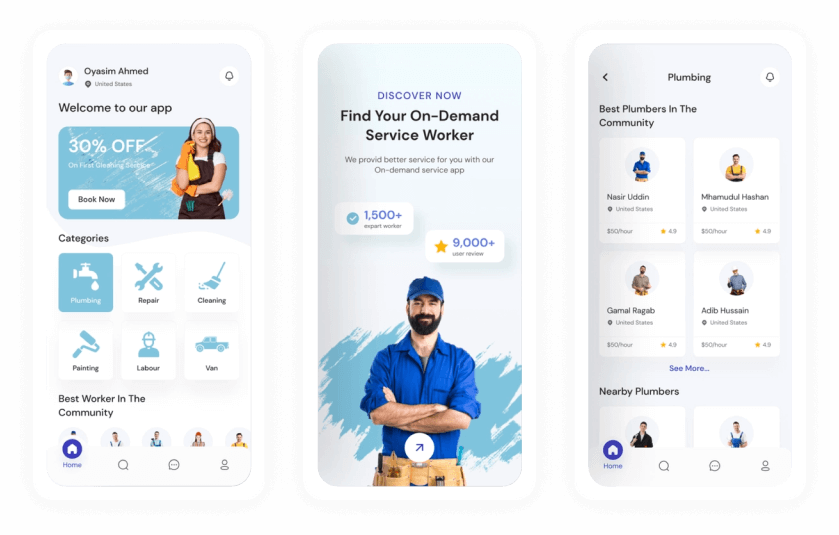 Oyasim Ahmed
United States
Welcome to our app
30% OFF
On First Cleaning Service
Book Now
Categories
Plumbing
Repair
Cleaning
Painting
Labour
Van
Best Worker In The
Community
Home
DISCOVER NOW
Find Your On-Demand
Service Worker
We provid better service for you with our
On-demand service app
1,500+
expart worker
9,000+
user review
Plumbing
Best Plumbers In The
Community
Nasir Uddin
United States
$50/hour
4.9
Mhamudul Hashan
United States
$50/hour
4.9
Gamal Ragab
United States
$50/hour
4.9
Adib Hussain
United States
$50/hour
4.9
See More...
Nearby Plumbers
Home